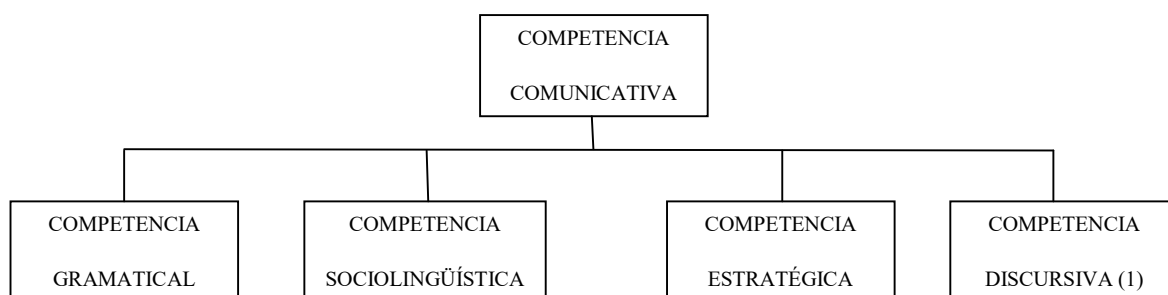 COMPETENCIA
COMUNICATIVA
COMPETENCIA
GRAMATICAL
COMPETENCIA
SOCIOLINGÜÍSTICA
COMPETENCIA
ESTRATÉGICA
COMPETENCIA
DISCURSIVA (1)